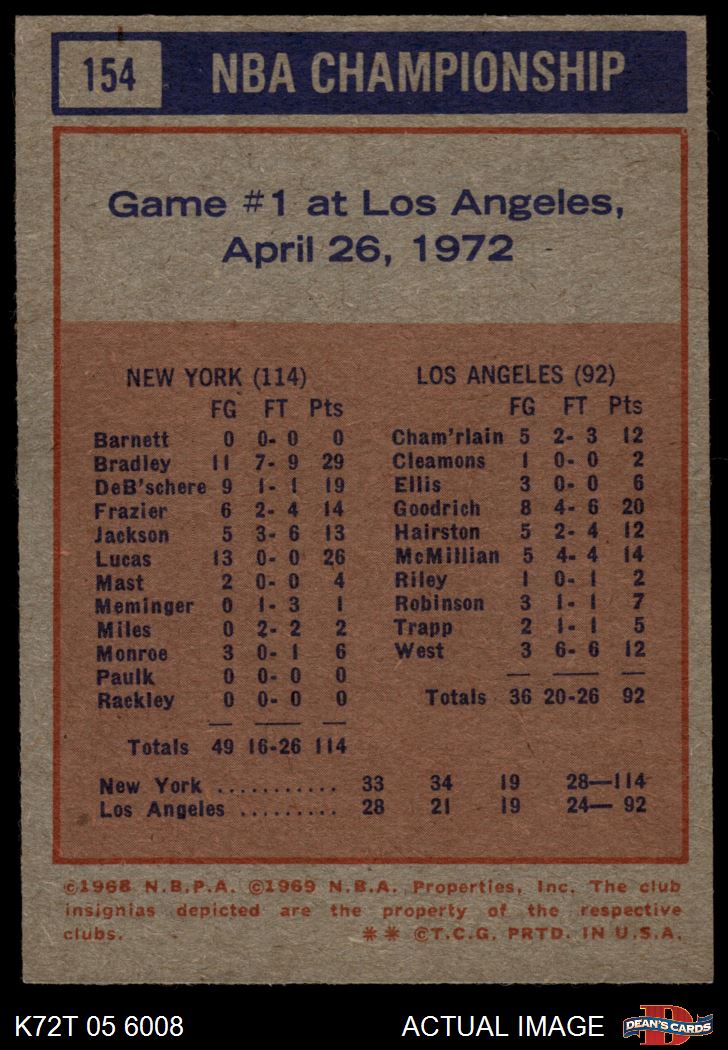 154 NBA CHAMPIONSHIP
Game #1 at Los Angeles,
April 26, 1972
NEW YORK (114)
FG FT Pts
Barnett 0 0- 0 0
Bradley 11 7- 9 29
DeB'schere 9 1- 1 19
Frazier 6 2- 4 14
Jackson 5 3- 6 13
Lucas 13 0- 0 26
Mast 2 0- 0 4
Meminger 0 1- 3 1
Miles 0 2- 2 2
Monroe 3 0- 1 6
Paulk 0 0- 0 0
Rackley 0 0- 0 0
Totals 49 16-26 114
LOS ANGELES (92)
FG FT Pts
Cham'rlain 5 2- 3 12
Cleamons 1 0- 0 2
Ellis 3 0- 0 6
Goodrich 8 4- 6 20
Hairston 5 2- 4 12
McMillian 5 4- 4 14
Riley 1 0- 1 2
Robinson 3 1- 1 7
Trapp 2 1- 1 5
West 3 6- 6 12
Totals 36 20-26 92
New York ........... 33 34 19 28—114
Los Angeles ......... 28 21 19 24— 92
©1968 N.B.P.A. ©1969 N.B.A. Properties, Inc. The club
insignias depicted are the property of the respective
clubs. ** ©T.C.G. PRTD. IN U.S.A.
K72T 05 6008 ACTUAL IMAGE DEAN'S CARDS